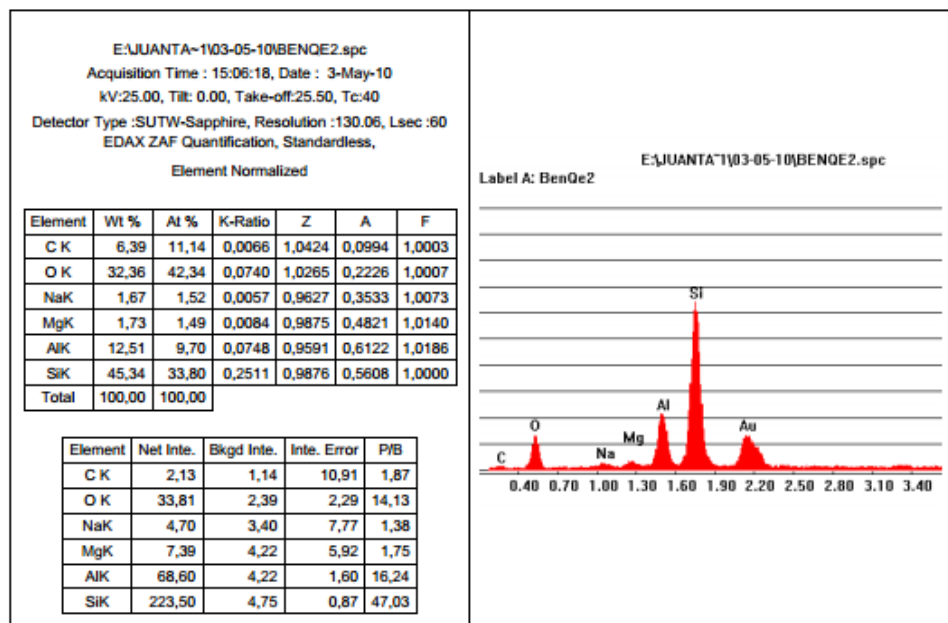 E:\JUANTA~1\03-05-10\BENQE2.spc
Acquisition Time : 15:06:18, Date : 3-May-10
kV:25.00, Tilt: 0.00, Take-off:25.50, Tc:40
Detector Type :SUTW-Sapphire, Resolution :130.06, Lsec :60
EDAX ZAF Quantification, Standardless,
Element Normalized
Element Wt % At % K-Ratio Z A F
C K 6,39 11,14 0,0066 1,0424 0,0994 1,0003
O K 32,36 42,34 0,0740 1,0265 0,2226 1,0007
NaK 1,67 1,52 0,0057 0,9627 0,3533 1,0073
MgK 1,73 1,49 0,0084 0,9875 0,4821 1,0140
AlK 12,51 9,70 0,0748 0,9591 0,6122 1,0186
SiK 45,34 33,80 0,2511 0,9876 0,5608 1,0000
Total 100,00 100,00
Element Net Inte. Bkgd Inte. Inte. Error P/B
C K 2,13 1,14 10,91 1,87
O K 33,81 2,39 2,29 14,13
NaK 4,70 3,40 7,77 1,38
MgK 7,39 4,22 5,92 1,75
AlK 68,60 4,22 1,60 16,24
SiK 223,50 4,75 0,87 47,03
E:\JUANTA~1\03-05-10\BENQE2.spc
Label A: BenQe2
Si
Al
O
Au
Mg
Na
C
0.40 0.70 1.00 1.30 1.60 1.90 2.20 2.50 2.80 3.10 3.40